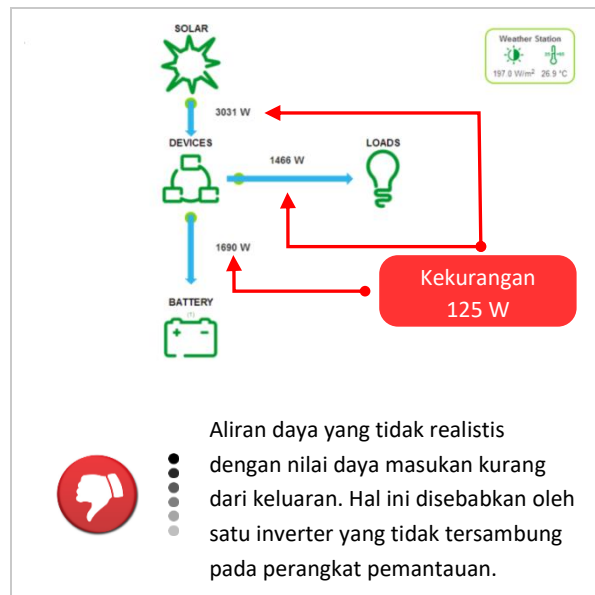 SOLAR
Weather Station
197.0 W/m² 26.9 °C
3031 W
DEVICES
1466 W
LOADS
1690 W
Kekurangan
125 W
BATTERY
(1)
Aliran daya yang tidak realistis
dengan nilai daya masukan kurang
dari keluaran. Hal ini disebabkan oleh
satu inverter yang tidak tersambung
pada perangkat pemantauan.